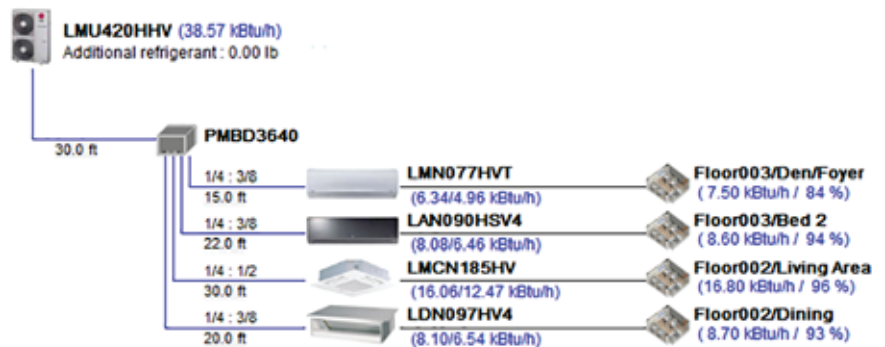 LMU420HHV (38.57 kBtu/h)
Additional refrigerant : 0.00 lb
30.0 ft
PMBD3640
1/4 : 3/8
15.0 ft
LMN077HVT
(6.34/4.96 kBtu/h)
Floor003/Den/Foyer
( 7.50 kBtu/h / 84 %)
1/4 : 3/8
22.0 ft
LAN090HSV4
(8.08/6.46 kBtu/h)
Floor003/Bed 2
( 8.60 kBtu/h / 94 %)
1/4 : 1/2
30.0 ft
LMCN185HV
(16.06/12.47 kBtu/h)
Floor002/Living Area
(16.80 kBtu/h / 96 %)
1/4 : 3/8
20.0 ft
LDN097HV4
(8.10/6.54 kBtu/h)
Floor002/Dining
( 8.70 kBtu/h / 93 %)